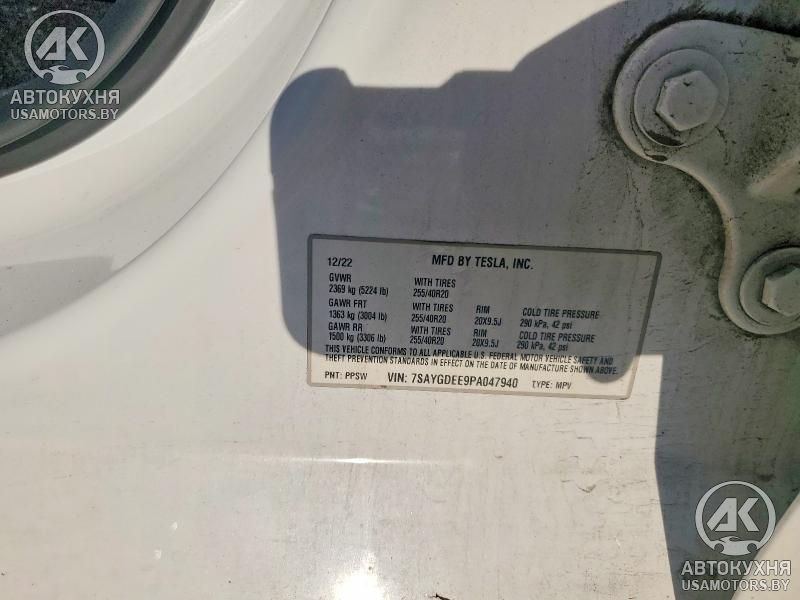 AK
АВТОКУХНЯ
USAMOTORS.BY
12/22 MFD BY TESLA, INC.
GVWR WITH TIRES
2369 kg (5224 lb) 255/40R20
GAWR FRT WITH TIRES RIM COLD TIRE PRESSURE
1363 kg (3004 lb) 255/40R20 20X9.5J 290 kPa, 42 psi
GAWR RR WITH TIRES RIM COLD TIRE PRESSURE
1500 kg (3306 lb) 255/40R20 20X9.5J 290 kPa, 42 psi
THIS VEHICLE CONFORMS TO ALL APPLICABLE U.S. FEDERAL MOTOR VEHICLE SAFETY AND
THEFT PREVENTION STANDARDS IN EFFECT ON THE DATE OF MANUFACTURE SHOWN ABOVE.
PNT: PPSW VIN: 7SAYGDEE9PA047940 TYPE: MPV
AK
АВТОКУХНЯ
USAMOTORS.BY